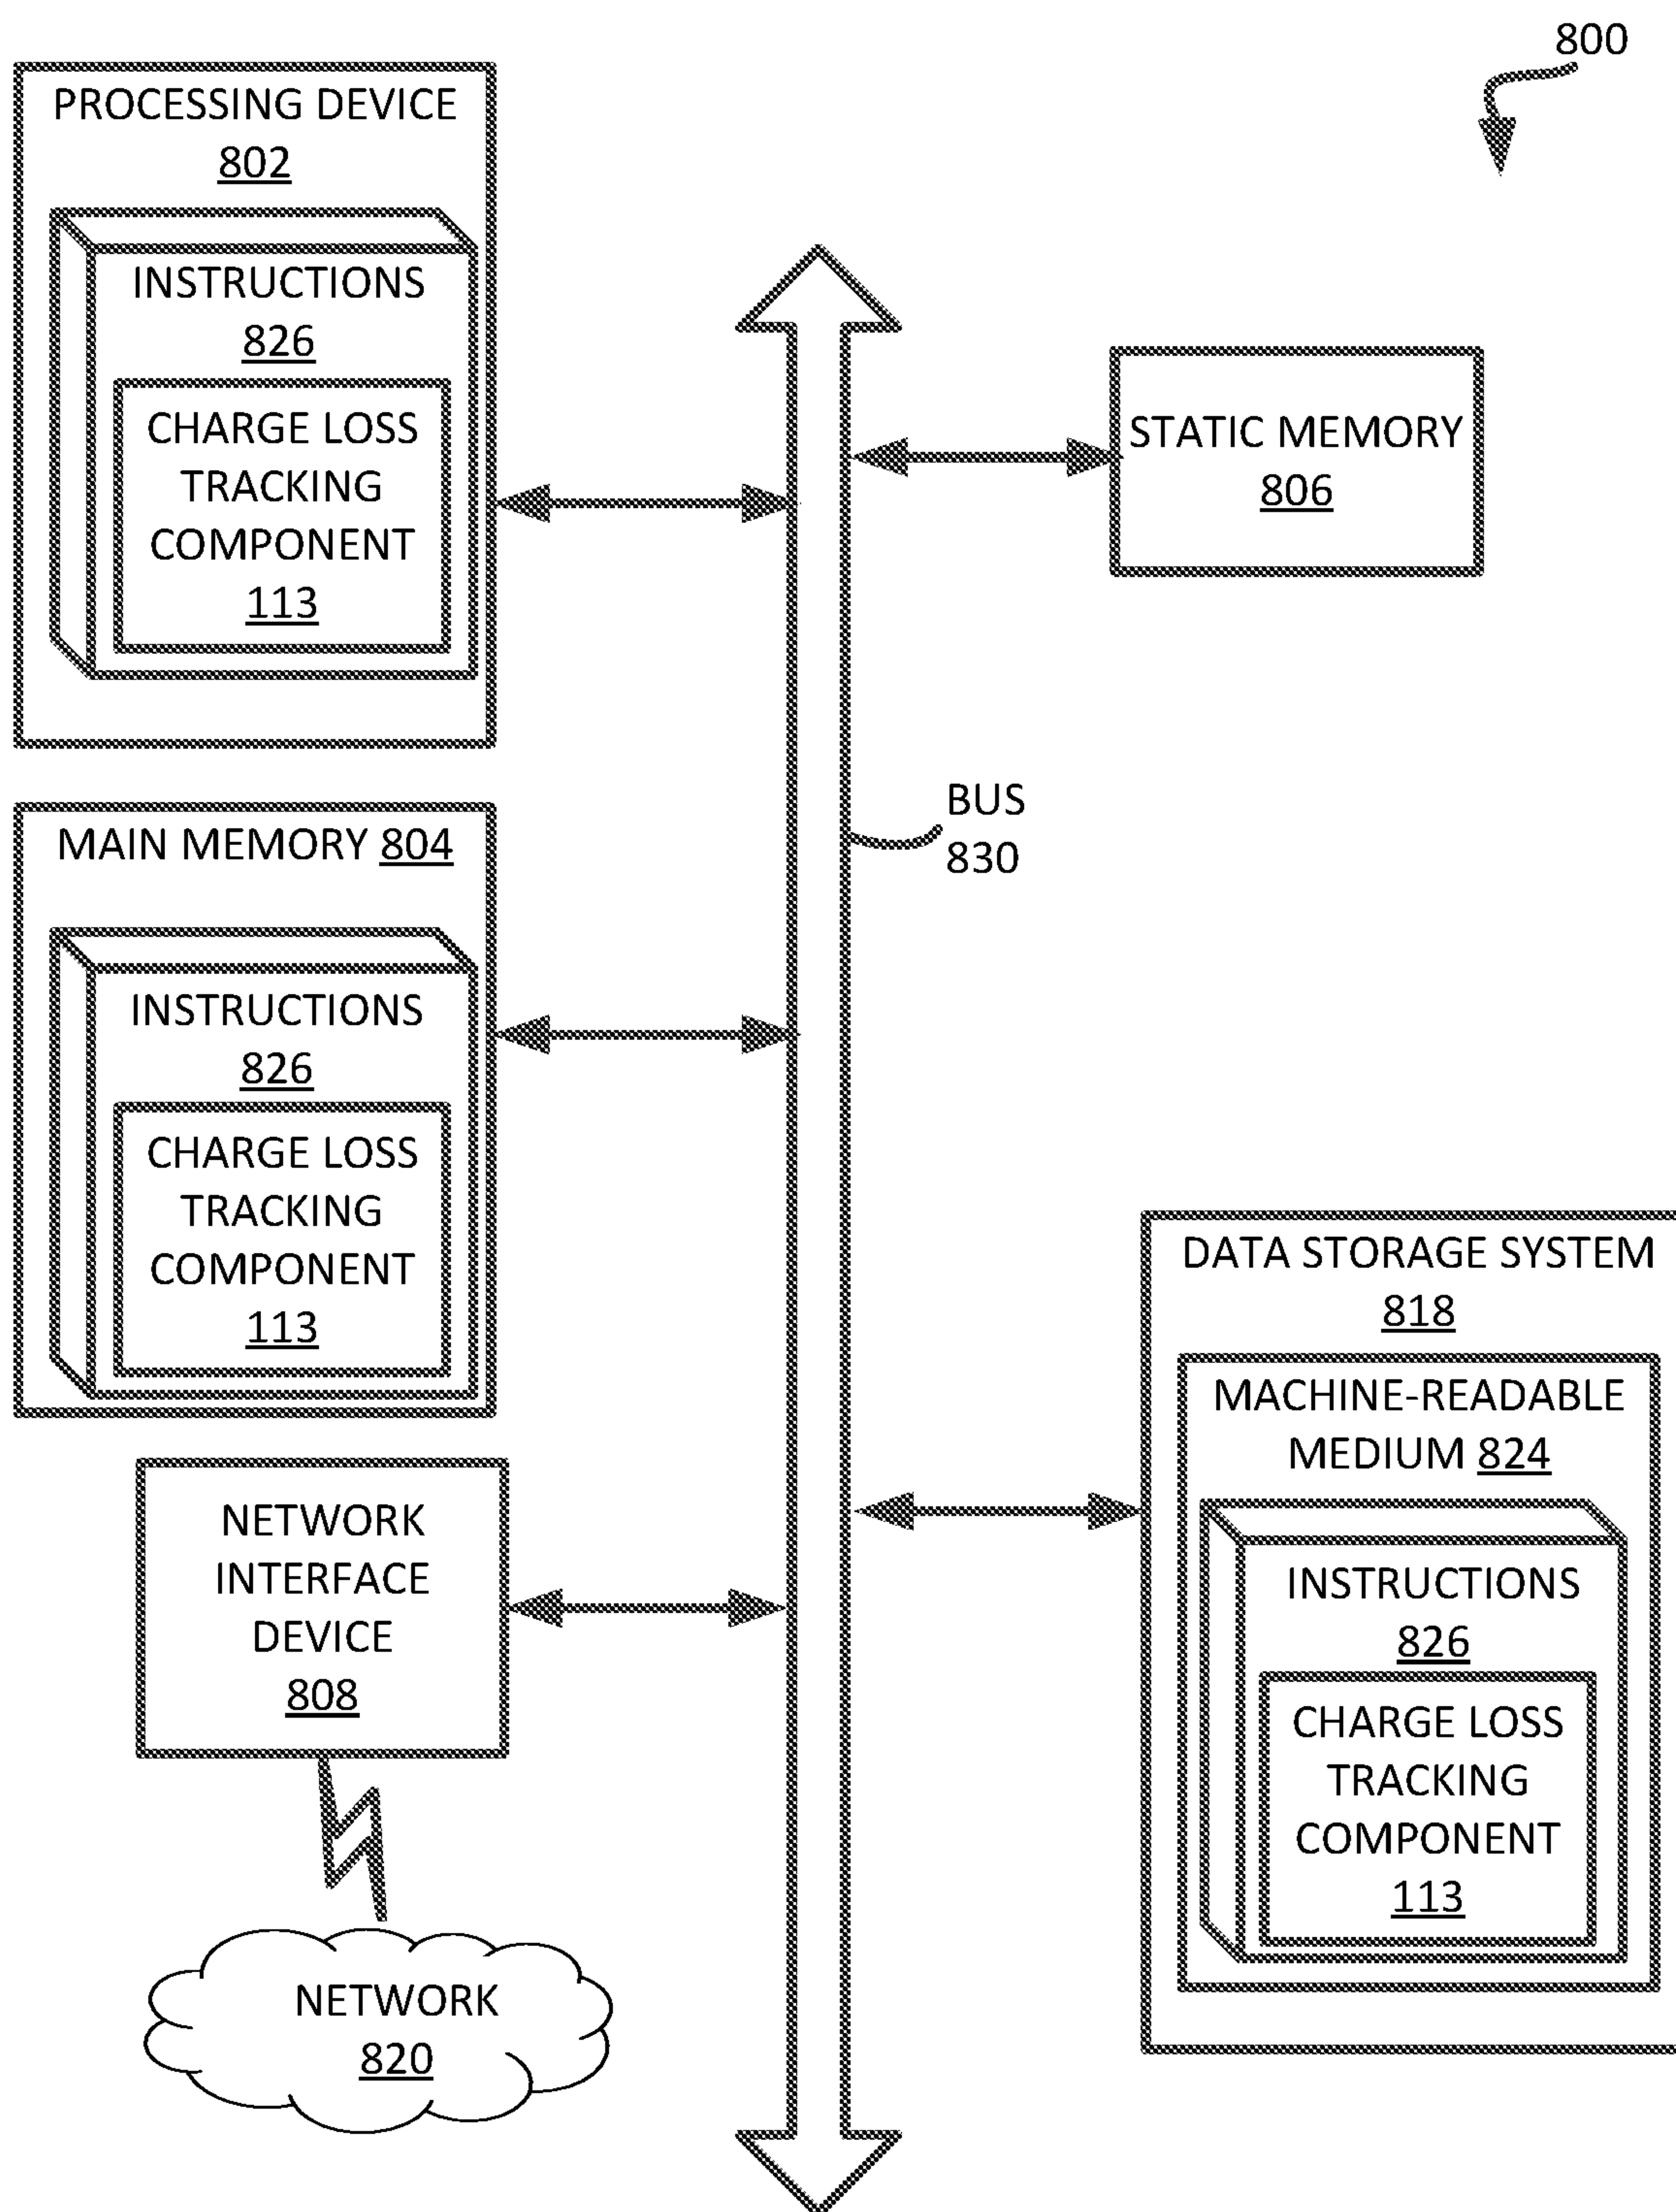 800
PROCESSING DEVICE
802
INSTRUCTIONS
826
CHARGE LOSS
TRACKING
COMPONENT
113
STATIC MEMORY
806
BUS
830
MAIN MEMORY 804
INSTRUCTIONS
826
CHARGE LOSS
TRACKING
COMPONENT
113
DATA STORAGE SYSTEM
818
MACHINE-READABLE
MEDIUM 824
INSTRUCTIONS
826
CHARGE LOSS
TRACKING
COMPONENT
113
NETWORK
INTERFACE
DEVICE
808
NETWORK
820